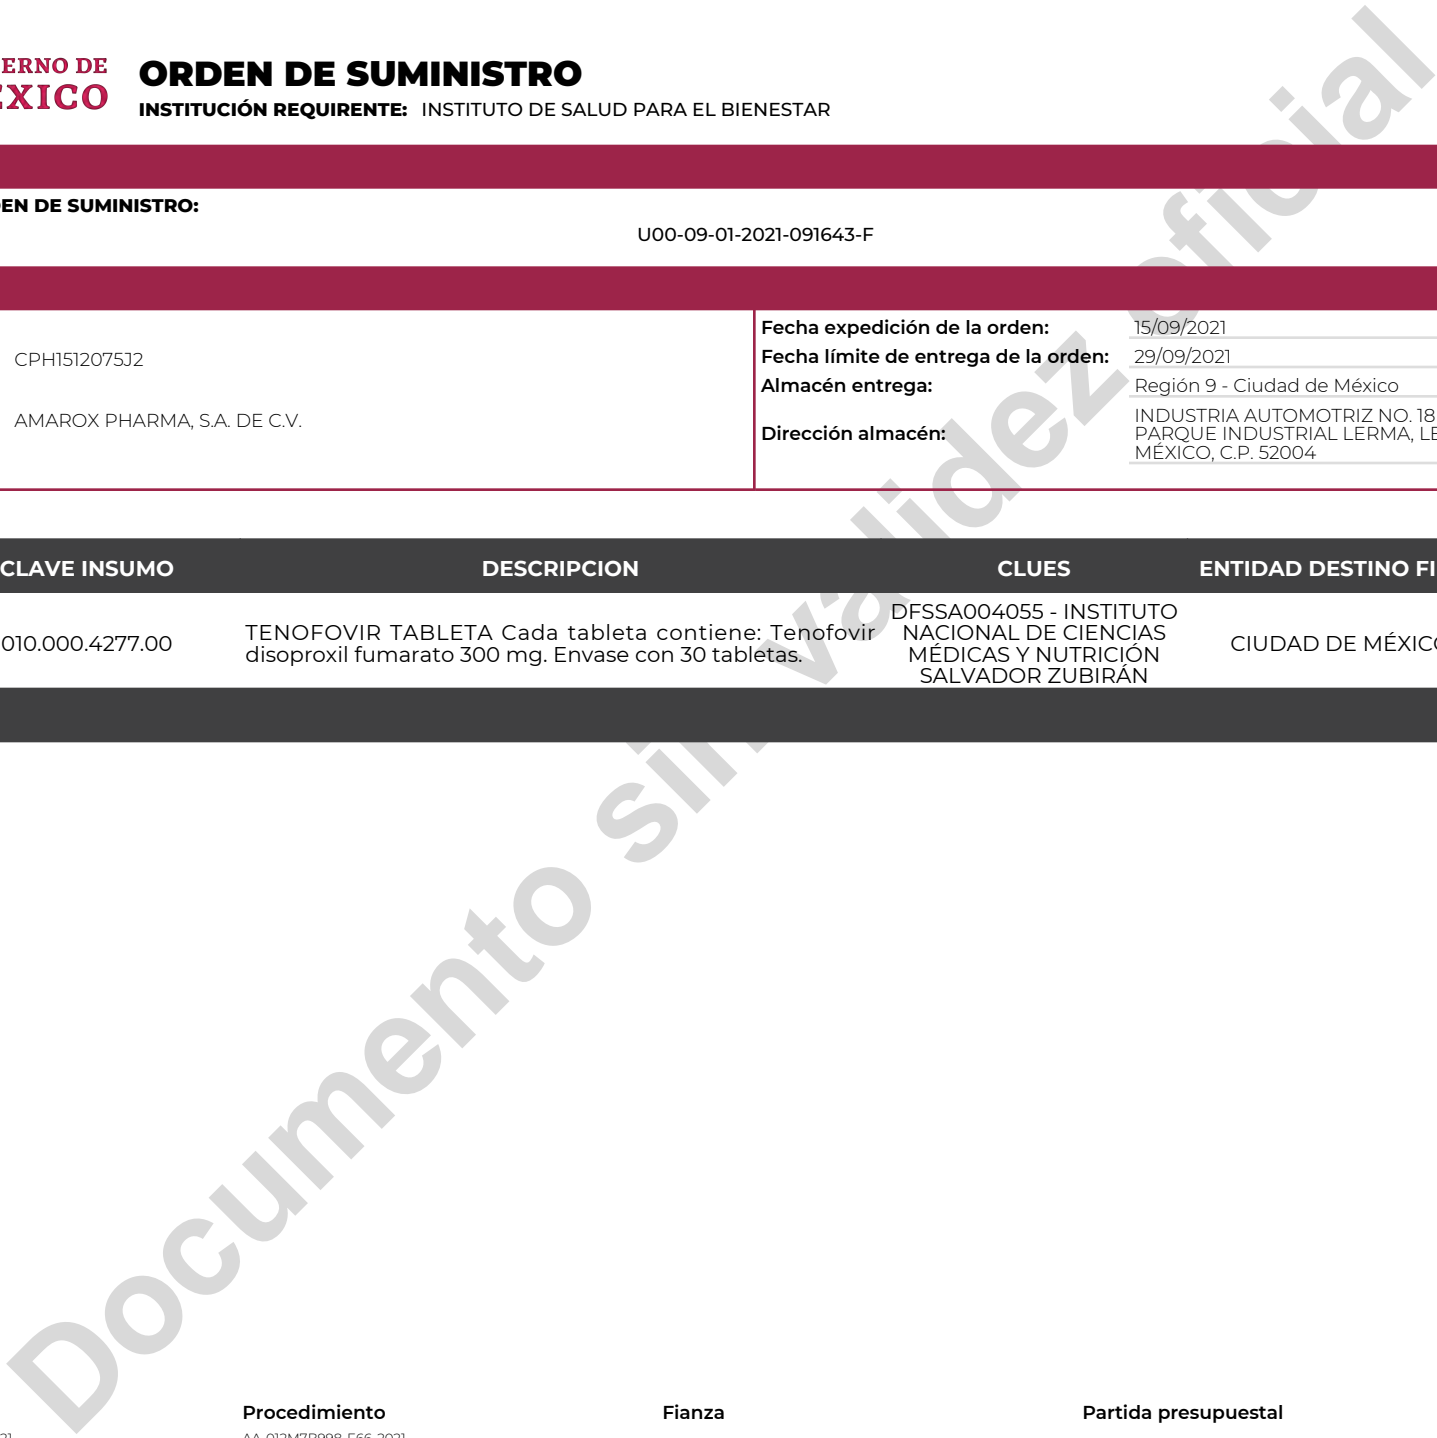 ERNO DE
ÉXICO
ORDEN DE SUMINISTRO
INSTITUCIÓN REQUIRENTE: INSTITUTO DE SALUD PARA EL BIENESTAR
EN DE SUMINISTRO:
U00-09-01-2021-091643-F
CPH1512075J2
AMAROX PHARMA, S.A. DE C.V.
Fecha expedición de la orden: 15/09/2021
Fecha límite de entrega de la orden: 29/09/2021
Almacén entrega: Región 9 - Ciudad de México
Dirección almacén: INDUSTRIA AUTOMOTRIZ NO. 18
PARQUE INDUSTRIAL LERMA, LE
MÉXICO, C.P. 52004
CLAVE INSUMO DESCRIPCION CLUES ENTIDAD DESTINO FI
010.000.4277.00
TENOFOVIR TABLETA Cada tableta contiene: Tenofovir
disoproxil fumarato 300 mg. Envase con 30 tabletas.
DFSSA004055 - INSTITUTO
NACIONAL DE CIENCIAS
MÉDICAS Y NUTRICIÓN
SALVADOR ZUBIRÁN
CIUDAD DE MÉXICO
Documento sin validez oficial
Procedimiento Fianza Partida presupuestal